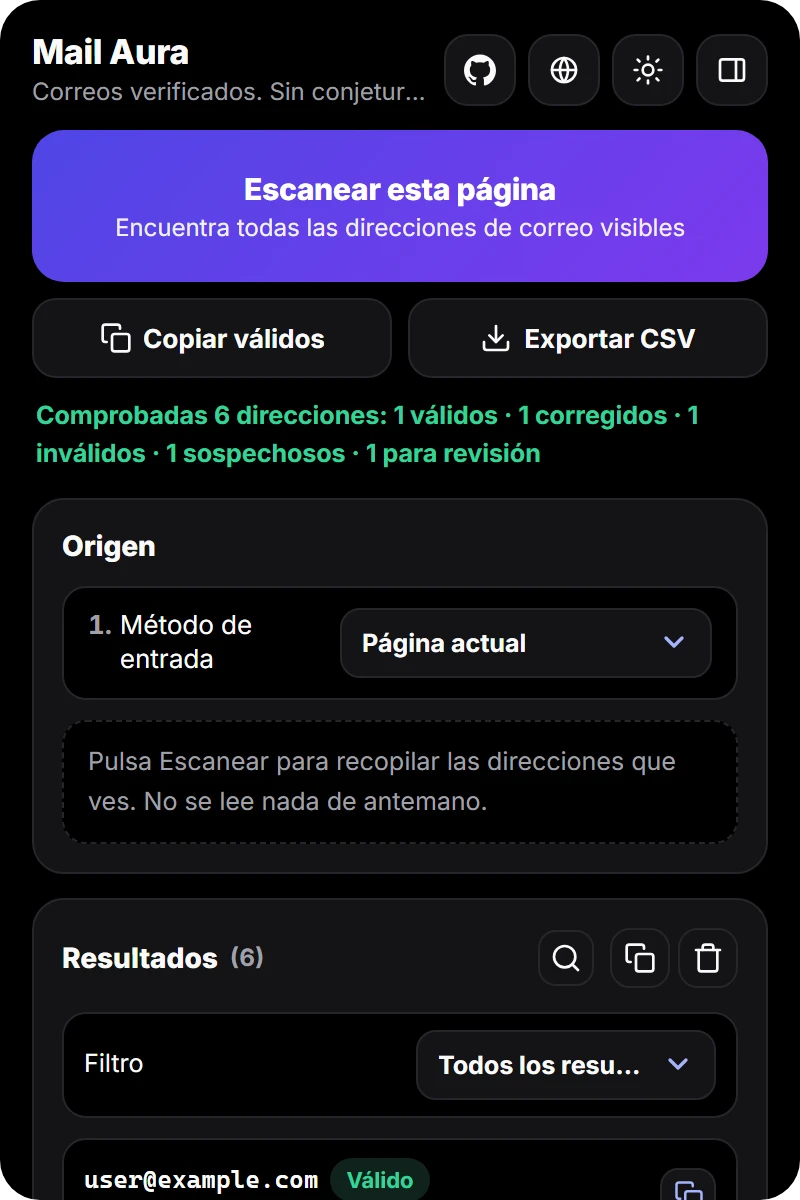 Mail Aura
Correos verificados. Sin conjetur...
Escanear esta página
Encuentra todas las direcciones de correo visibles
Copiar válidos
Exportar CSV
Comprobadas 6 direcciones: 1 válidos · 1 corregidos · 1
inválidos · 1 sospechosos · 1 para revisión
Origen
1. Método de
entrada
Página actual
Pulsa Escanear para recopilar las direcciones que
ves. No se lee nada de antemano.
Resultados (6)
Filtro
Todos los resu...
user@example.com Válido